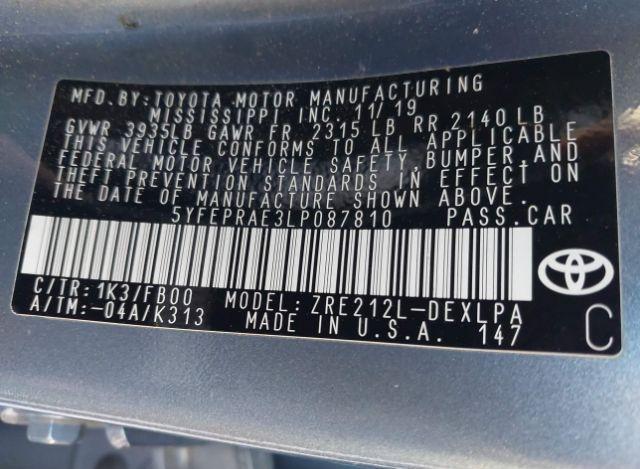 MFD. BY: TOYOTA MOTOR MANUFACTURING
MISSISSIPPI INC. 11/19
GVWR 3935LB GAWR FR 2315 LB RR 2140 LB
THIS VEHICLE CONFORMS TO ALL APPLICABLE
FEDERAL MOTOR VEHICLE SAFETY, BUMPER, AND
THEFT PREVENTION STANDARDS IN EFFECT ON
THE DATE OF MANUFACTURE SHOWN ABOVE.
5YFEPRAE3LP087810 PASS. CAR
C/TR: 1K3/FB00 MODEL: ZRE212L-DEXLPA
A/TM: -04A/K313 MADE IN U.S.A. 147 C